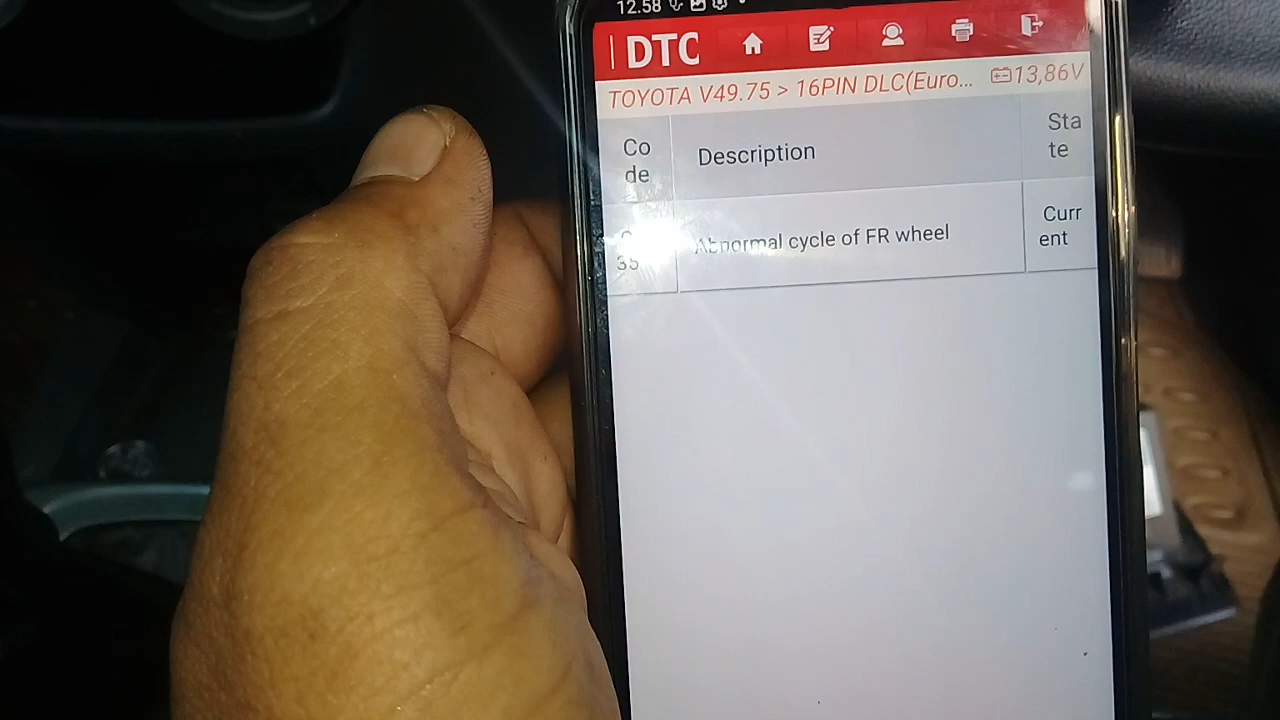 12.58
DTC
TOYOTA V49.75 > 16PIN DLC(Euro... 13,86V
Co
de
Description
Sta
te
35
Abnormal cycle of FR wheel
Curr
ent